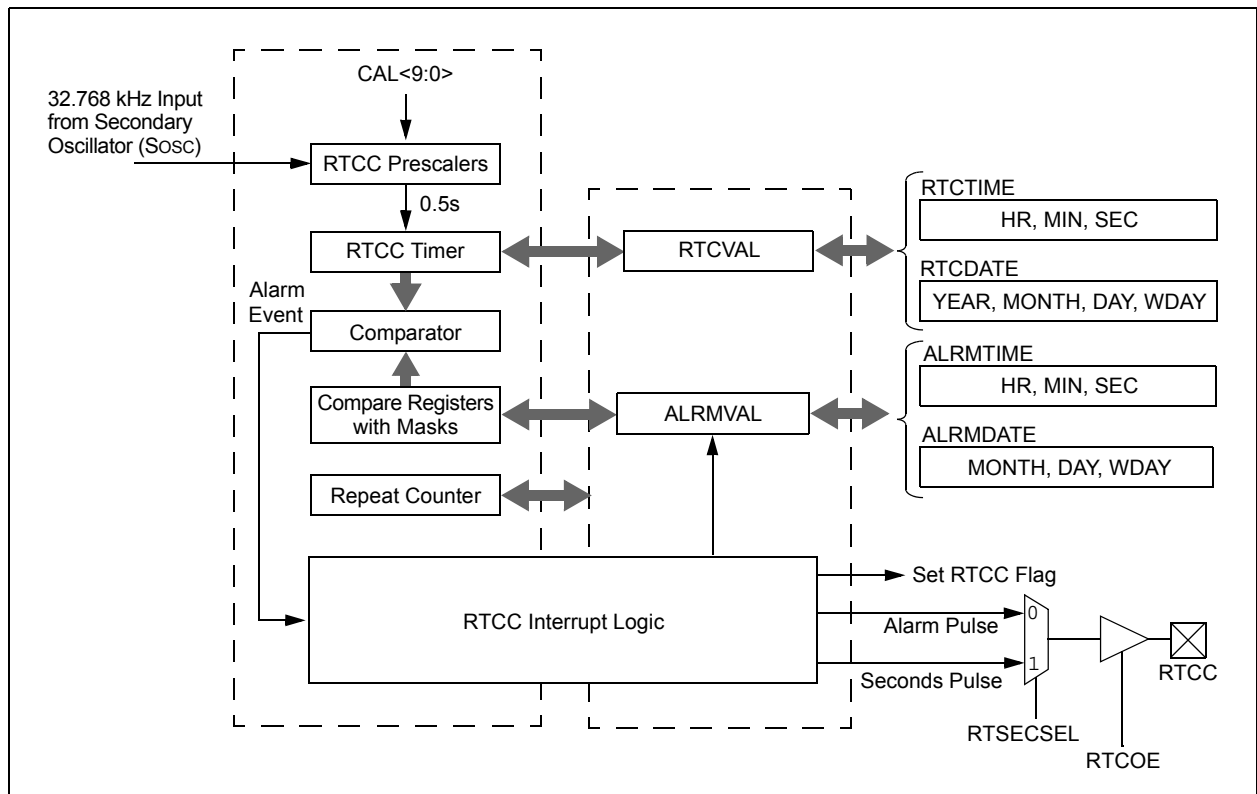 CAL<9:0>
32.768 kHz Input
from Secondary
Oscillator (SOSC)
RTCC Prescalers
0.5s
RTCC Timer
RTCVAL
RTCTIME
HR, MIN, SEC
RTCDATE
YEAR, MONTH, DAY, WDAY
Alarm
Event
Comparator
Compare Registers
with Masks
ALRMVAL
ALRMTIME
HR, MIN, SEC
ALRMDATE
MONTH, DAY, WDAY
Repeat Counter
RTCC Interrupt Logic
Set RTCC Flag
Alarm Pulse
0
Seconds Pulse
1
RTCC
RTSECSEL
RTCOE